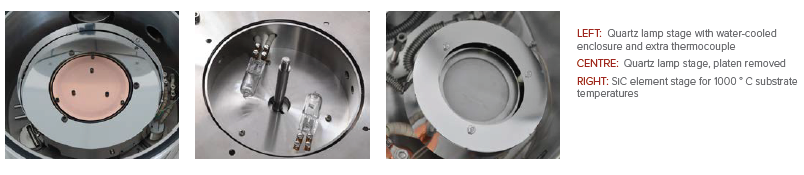 LEFT: Quartz lamp stage with water-cooled
enclosure and extra thermocouple
CENTRE: Quartz lamp stage, platen removed
RIGHT: SiC element stage for 1000 ° C substrate
temperatures